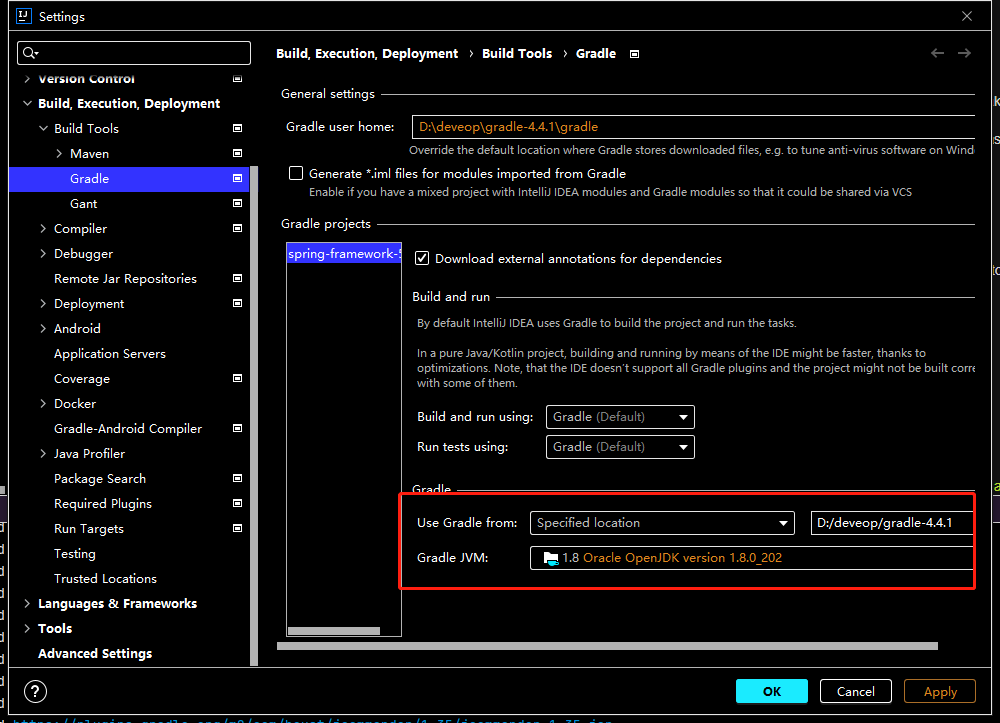 Settings
Version Control
Build, Execution, Deployment
Build Tools
Maven
Gradle
Gant
Compiler
Debugger
Remote Jar Repositories
Deployment
Android
Application Servers
Coverage
Docker
Gradle-Android Compiler
Java Profiler
Package Search
Required Plugins
Run Targets
Testing
Trusted Locations
Languages & Frameworks
Tools
Advanced Settings
Build, Execution, Deployment › Build Tools › Gradle
General settings
Gradle user home: D:\deveop\gradle-4.4.1\gradle
Override the default location where Gradle stores downloaded files, e.g. to tune anti-virus software on Wind
Generate *.iml files for modules imported from Gradle
Enable if you have a mixed project with IntelliJ IDEA modules and Gradle modules so that it could be shared via VCS
Gradle projects
spring-framework-5
Download external annotations for dependencies
Build and run
By default IntelliJ IDEA uses Gradle to build the project and run the tasks.
In a pure Java/Kotlin project, building and running by means of the IDE might be faster, thanks to
optimizations. Note, that the IDE doesn't support all Gradle plugins and the project might not be built corre
with some of them.
Build and run using: Gradle (Default)
Run tests using: Gradle (Default)
Gradle
Use Gradle from: Specified location D:/deveop/gradle-4.4.1
Gradle JVM: 1.8 Oracle OpenJDK version 1.8.0_202
? OK Cancel Apply